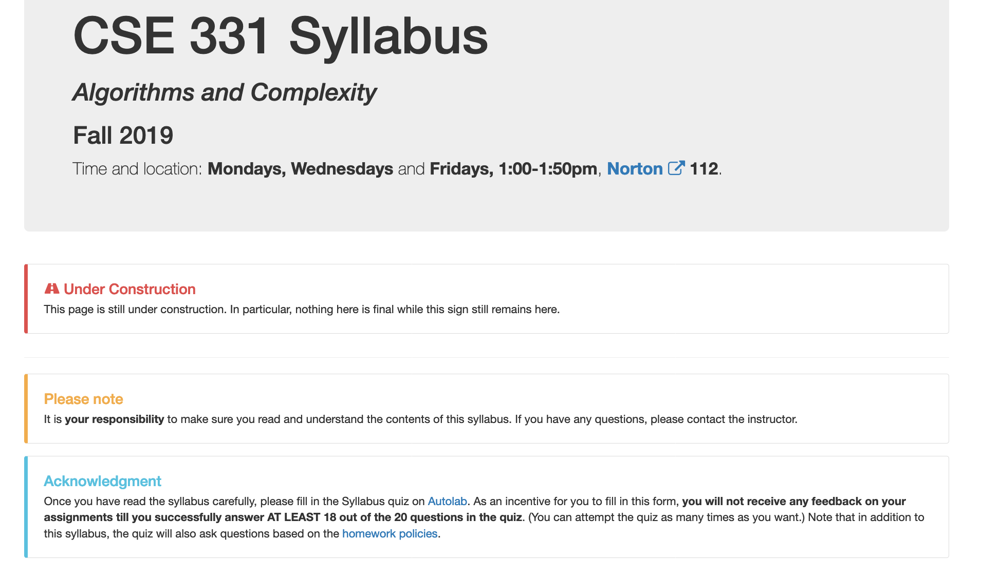 CSE 331 Syllabus
Algorithms and Complexity
Fall 2019
Time and location: Mondays, Wednesdays and Fridays, 1:00-1:50pm, Norton 112.
Under Construction
This page is still under construction. In particular, nothing here is final while this sign still remains here.
Please note
It is your responsibility to make sure you read and understand the contents of this syllabus. If you have any questions, please contact the instructor.
Acknowledgment
Once you have read the syllabus carefully, please fill in the Syllabus quiz on Autolab. As an incentive for you to fill in this form, you will not receive any feedback on your
assignments till you successfully answer AT LEAST 18 out of the 20 questions in the quiz. (You can attempt the quiz as many times as you want.) Note that in addition to
this syllabus, the quiz will also ask questions based on the homework policies.